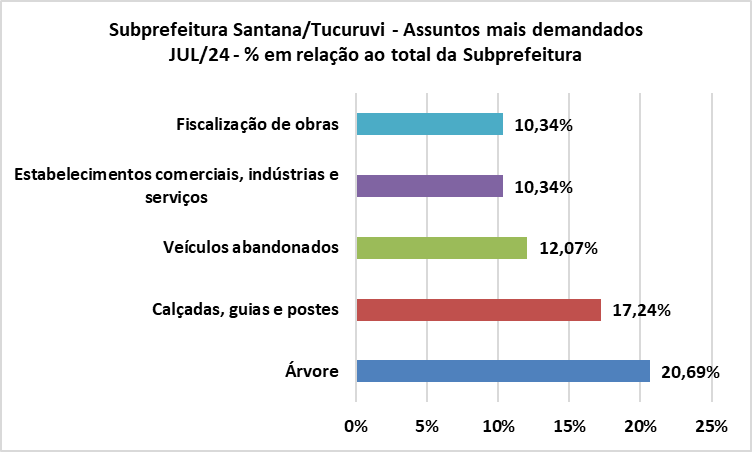 Subprefeitura Santana/Tucuruvi - Assuntos mais demandados
JUL/24 - % em relação ao total da Subprefeitura
Fiscalização de obras
10,34%
Estabelecimentos comerciais, indústrias e
serviços
10,34%
Veículos abandonados
12,07%
Calçadas, guias e postes
17,24%
Árvore
20,69%
0% 5% 10% 15% 20% 25%